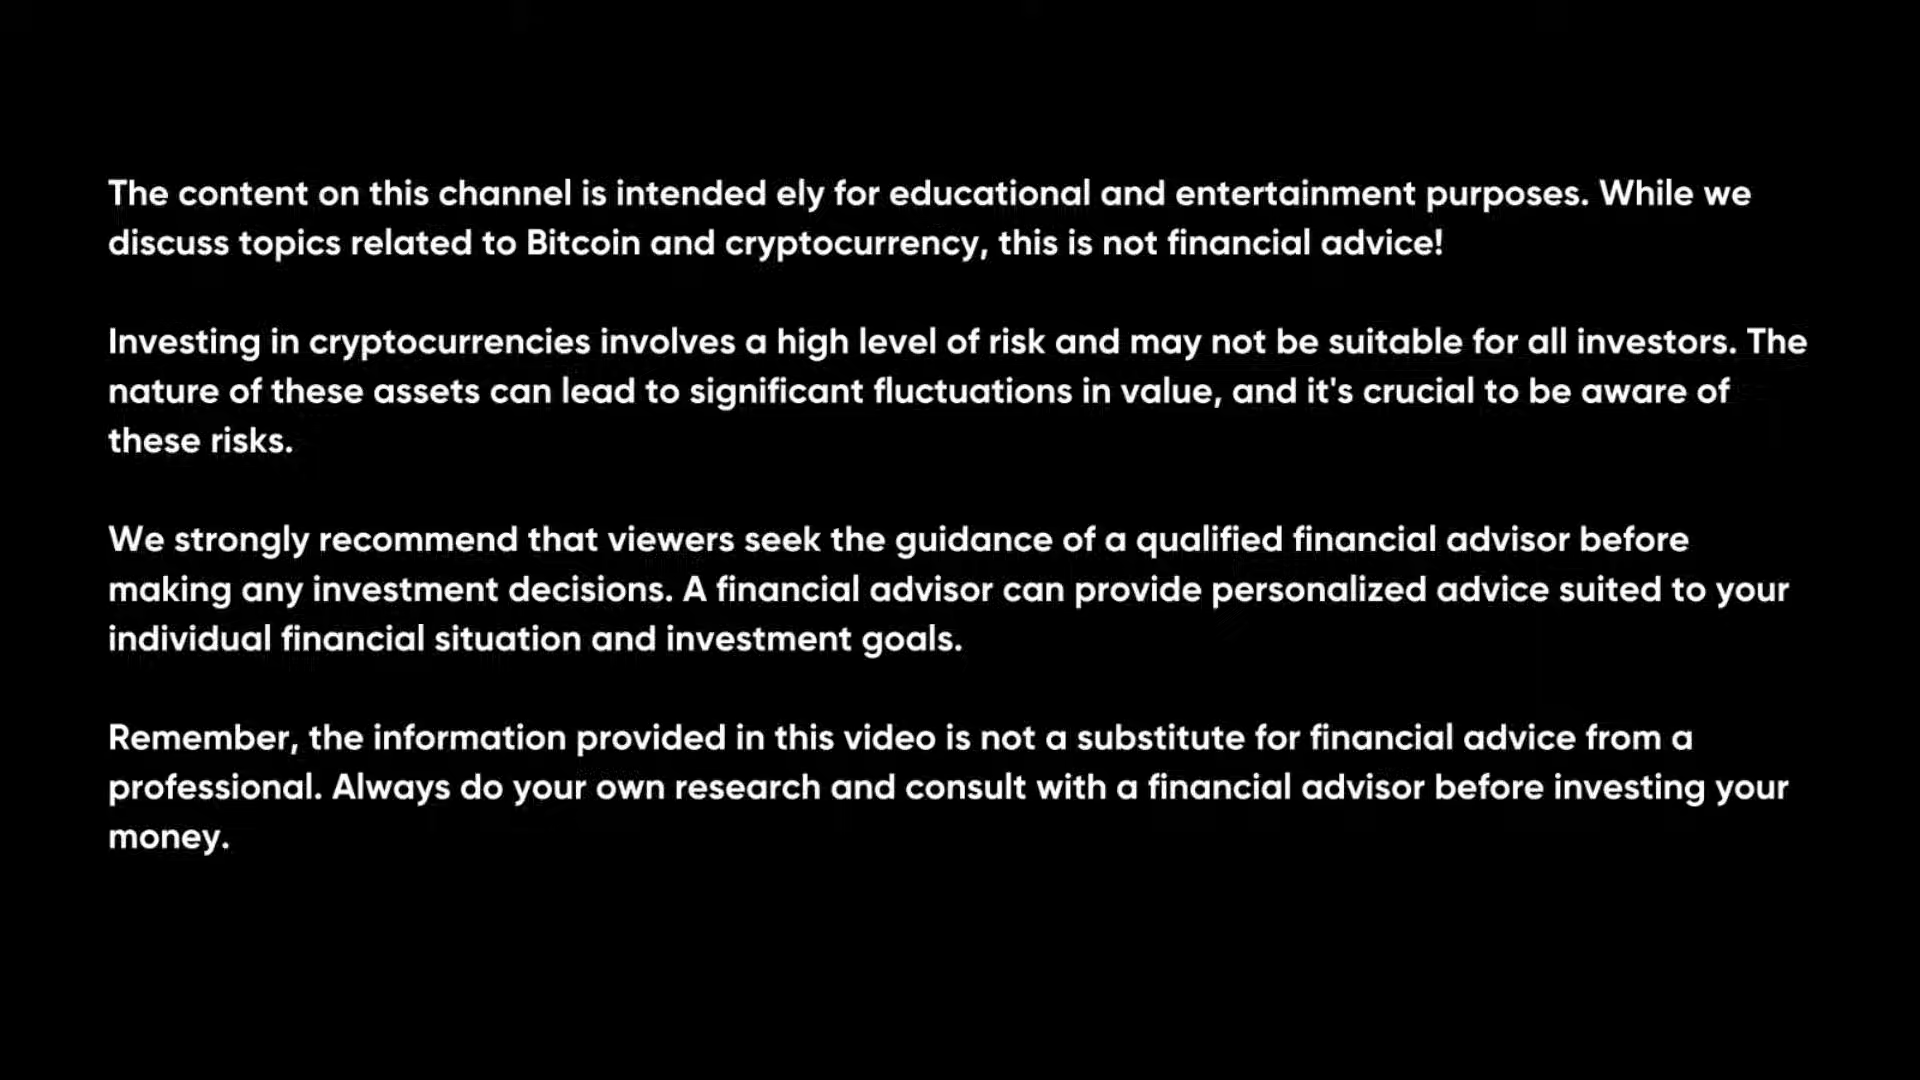 The content on this channel is intended ely for educational and entertainment purposes. While we
discuss topics related to Bitcoin and cryptocurrency, this is not financial advice!
Investing in cryptocurrencies involves a high level of risk and may not be suitable for all investors. The
nature of these assets can lead to significant fluctuations in value, and it's crucial to be aware of
these risks.
We strongly recommend that viewers seek the guidance of a qualified financial advisor before
making any investment decisions. A financial advisor can provide personalized advice suited to your
individual financial situation and investment goals.
Remember, the information provided in this video is not a substitute for financial advice from a
professional. Always do your own research and consult with a financial advisor before investing your
money.